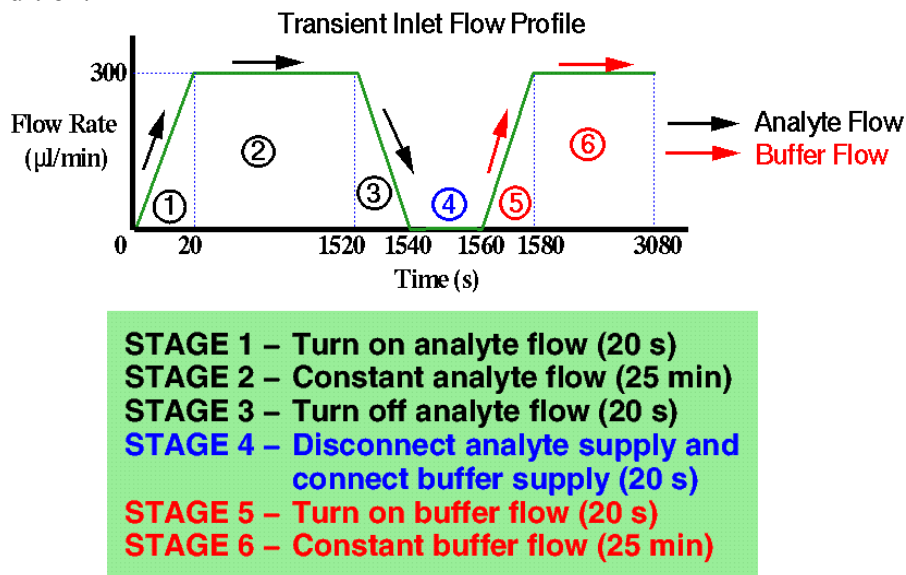 Transient Inlet Flow Profile
300
Flow Rate
(µl/min)
Analyte Flow
Buffer Flow
1
2
3
4
5
6
0
20
1520
1540
1560
1580
3080
Time (s)
STAGE 1 – Turn on analyte flow (20 s)
STAGE 2 – Constant analyte flow (25 min)
STAGE 3 – Turn off analyte flow (20 s)
STAGE 4 – Disconnect analyte supply and
connect buffer supply (20 s)
STAGE 5 – Turn on buffer flow (20 s)
STAGE 6 – Constant buffer flow (25 min)